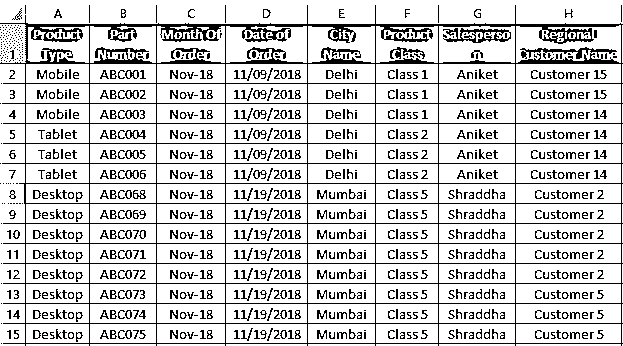 A B C D E F G H
Product Part Month Of Date of City Product Salesperso Regional
1 Type Number Order Order Name Class n Customer Name
2 Mobile ABC001 Nov-18 11/09/2018 Delhi Class 1 Aniket Customer 15
3 Mobile ABC002 Nov-18 11/09/2018 Delhi Class 1 Aniket Customer 15
4 Mobile ABC003 Nov-18 11/09/2018 Delhi Class 1 Aniket Customer 14
5 Tablet ABC004 Nov-18 11/09/2018 Delhi Class 2 Aniket Customer 14
6 Tablet ABC005 Nov-18 11/09/2018 Delhi Class 2 Aniket Customer 14
7 Tablet ABC006 Nov-18 11/09/2018 Delhi Class 2 Aniket Customer 14
8 Desktop ABC068 Nov-18 11/19/2018 Mumbai Class 5 Shraddha Customer 2
9 Desktop ABC069 Nov-18 11/19/2018 Mumbai Class 5 Shraddha Customer 2
10 Desktop ABC070 Nov-18 11/19/2018 Mumbai Class 5 Shraddha Customer 2
11 Desktop ABC071 Nov-18 11/19/2018 Mumbai Class 5 Shraddha Customer 2
12 Desktop ABC072 Nov-18 11/19/2018 Mumbai Class 5 Shraddha Customer 2
13 Desktop ABC073 Nov-18 11/19/2018 Mumbai Class 5 Shraddha Customer 5
14 Desktop ABC074 Nov-18 11/19/2018 Mumbai Class 5 Shraddha Customer 5
15 Desktop ABC075 Nov-18 11/19/2018 Mumbai Class 5 Shraddha Customer 5